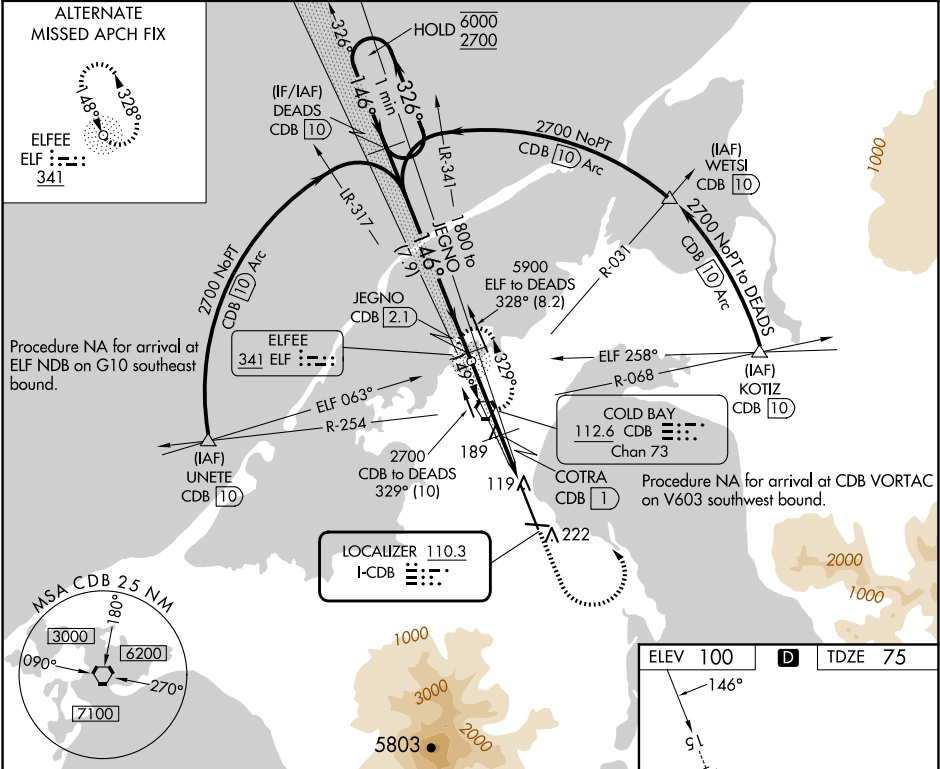 ALTERNATE
MISSED APCH FIX
148°
328°
ELFEE
ELF
341
HOLD 6000
2700
326°
146°
1 min
326°
(IF/IAF)
DEADS
CDB 10
LR-317
LR-341
2700 NoPT
CDB 10 Arc
(IAF)
WETSI
CDB 10
1000
2700 NoPT to DEADS
CDB 10 Arc
R-031
2700 NoPT
CDB 10 Arc
146°
(7.9)
1800 to
JEGNO
5900
ELF to DEADS
328° (8.2)
JEGNO
CDB 2.1
Procedure NA for arrival at
ELF NDB on G10 southeast
bound.
ELFEE
341 ELF
149°
329°
ELF 258°
R-068
(IAF)
KOTIZ
CDB 10
ELF 063°
R-254
(IAF)
UNETE
CDB 10
2700
CDB to DEADS
329° (10)
189
COLD BAY
112.6 CDB
Chan 73
119
COTRA
CDB 1
Procedure NA for arrival at CDB VORTAC
on V603 southwest bound.
222
LOCALIZER 110.3
I-CDB
2000
1000
MSA CDB 25 NM
180°
3000
6200
090°
270°
7100
1000
3000
2000
5803
ELEV 100 D TDZE 75
146°
15